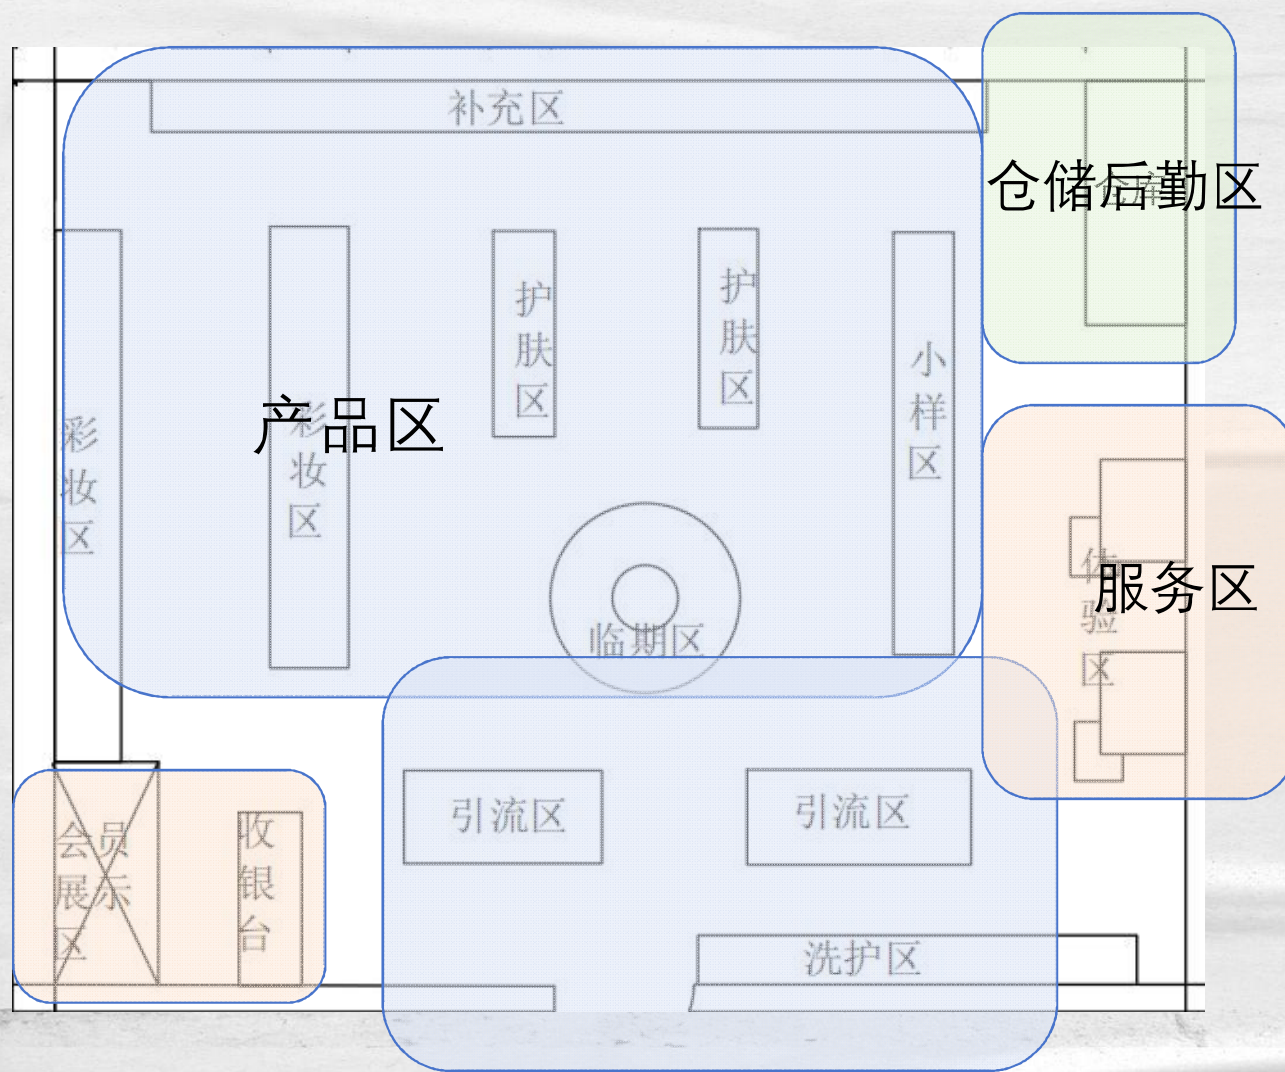 补充区
仓储后勤区
仓库
护肤区
护肤区
小样区
产品区
彩妆区
彩妆区
临期区
服务区
体验区
引流区
引流区
会员展示区
收银台
洗护区